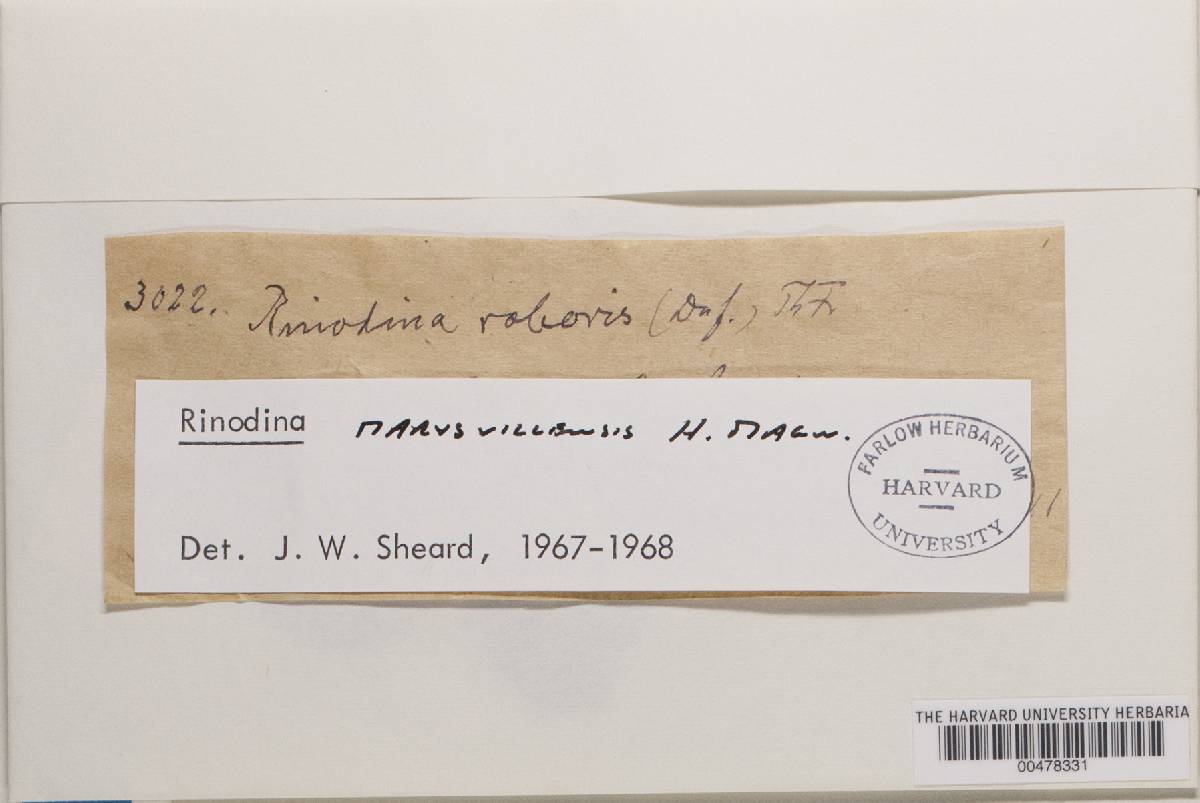 3022. Rinodina roboris (Duf.) Th Fr
Rinodina MARYSVILLENSIS H. MAGN.
FARLOW HERBARIUM
HARVARD
UNIVERSITY
Det. J. W. Sheard, 1967-1968
THE HARVARD UNIVERSITY HERBARIA
00478331